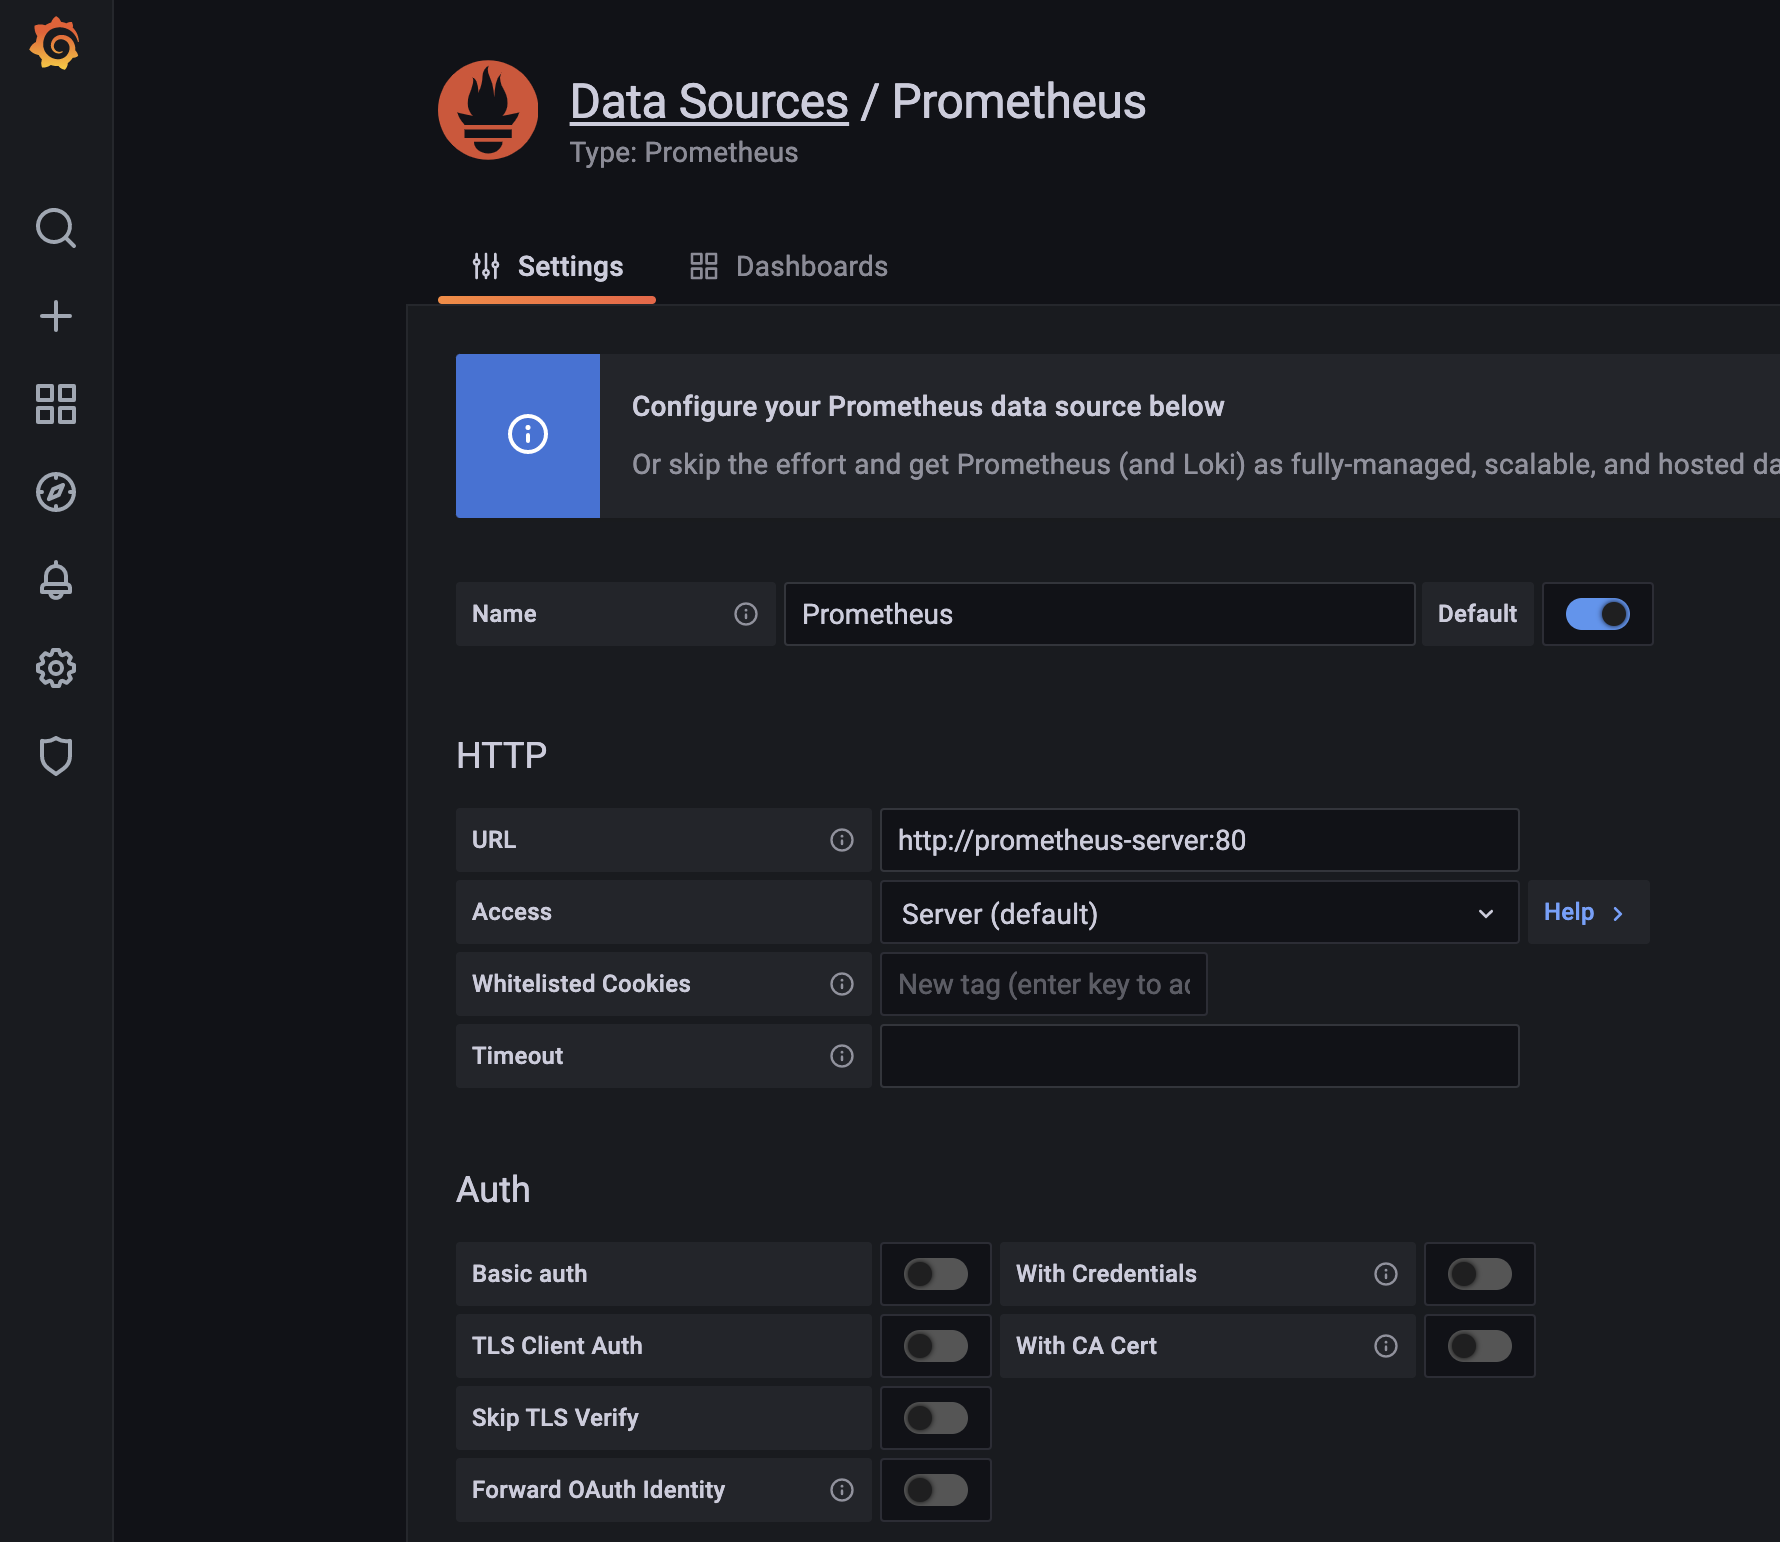 Data Sources / Prometheus
Type: Prometheus
Settings
Dashboards
Configure your Prometheus data source below
Or skip the effort and get Prometheus (and Loki) as fully-managed, scalable, and hosted da
Name
Prometheus
Default
HTTP
URL
http://prometheus-server:80
Access
Server (default)
Help
Whitelisted Cookies
New tag (enter key to ad
Timeout
Auth
Basic auth
With Credentials
TLS Client Auth
With CA Cert
Skip TLS Verify
Forward OAuth Identity